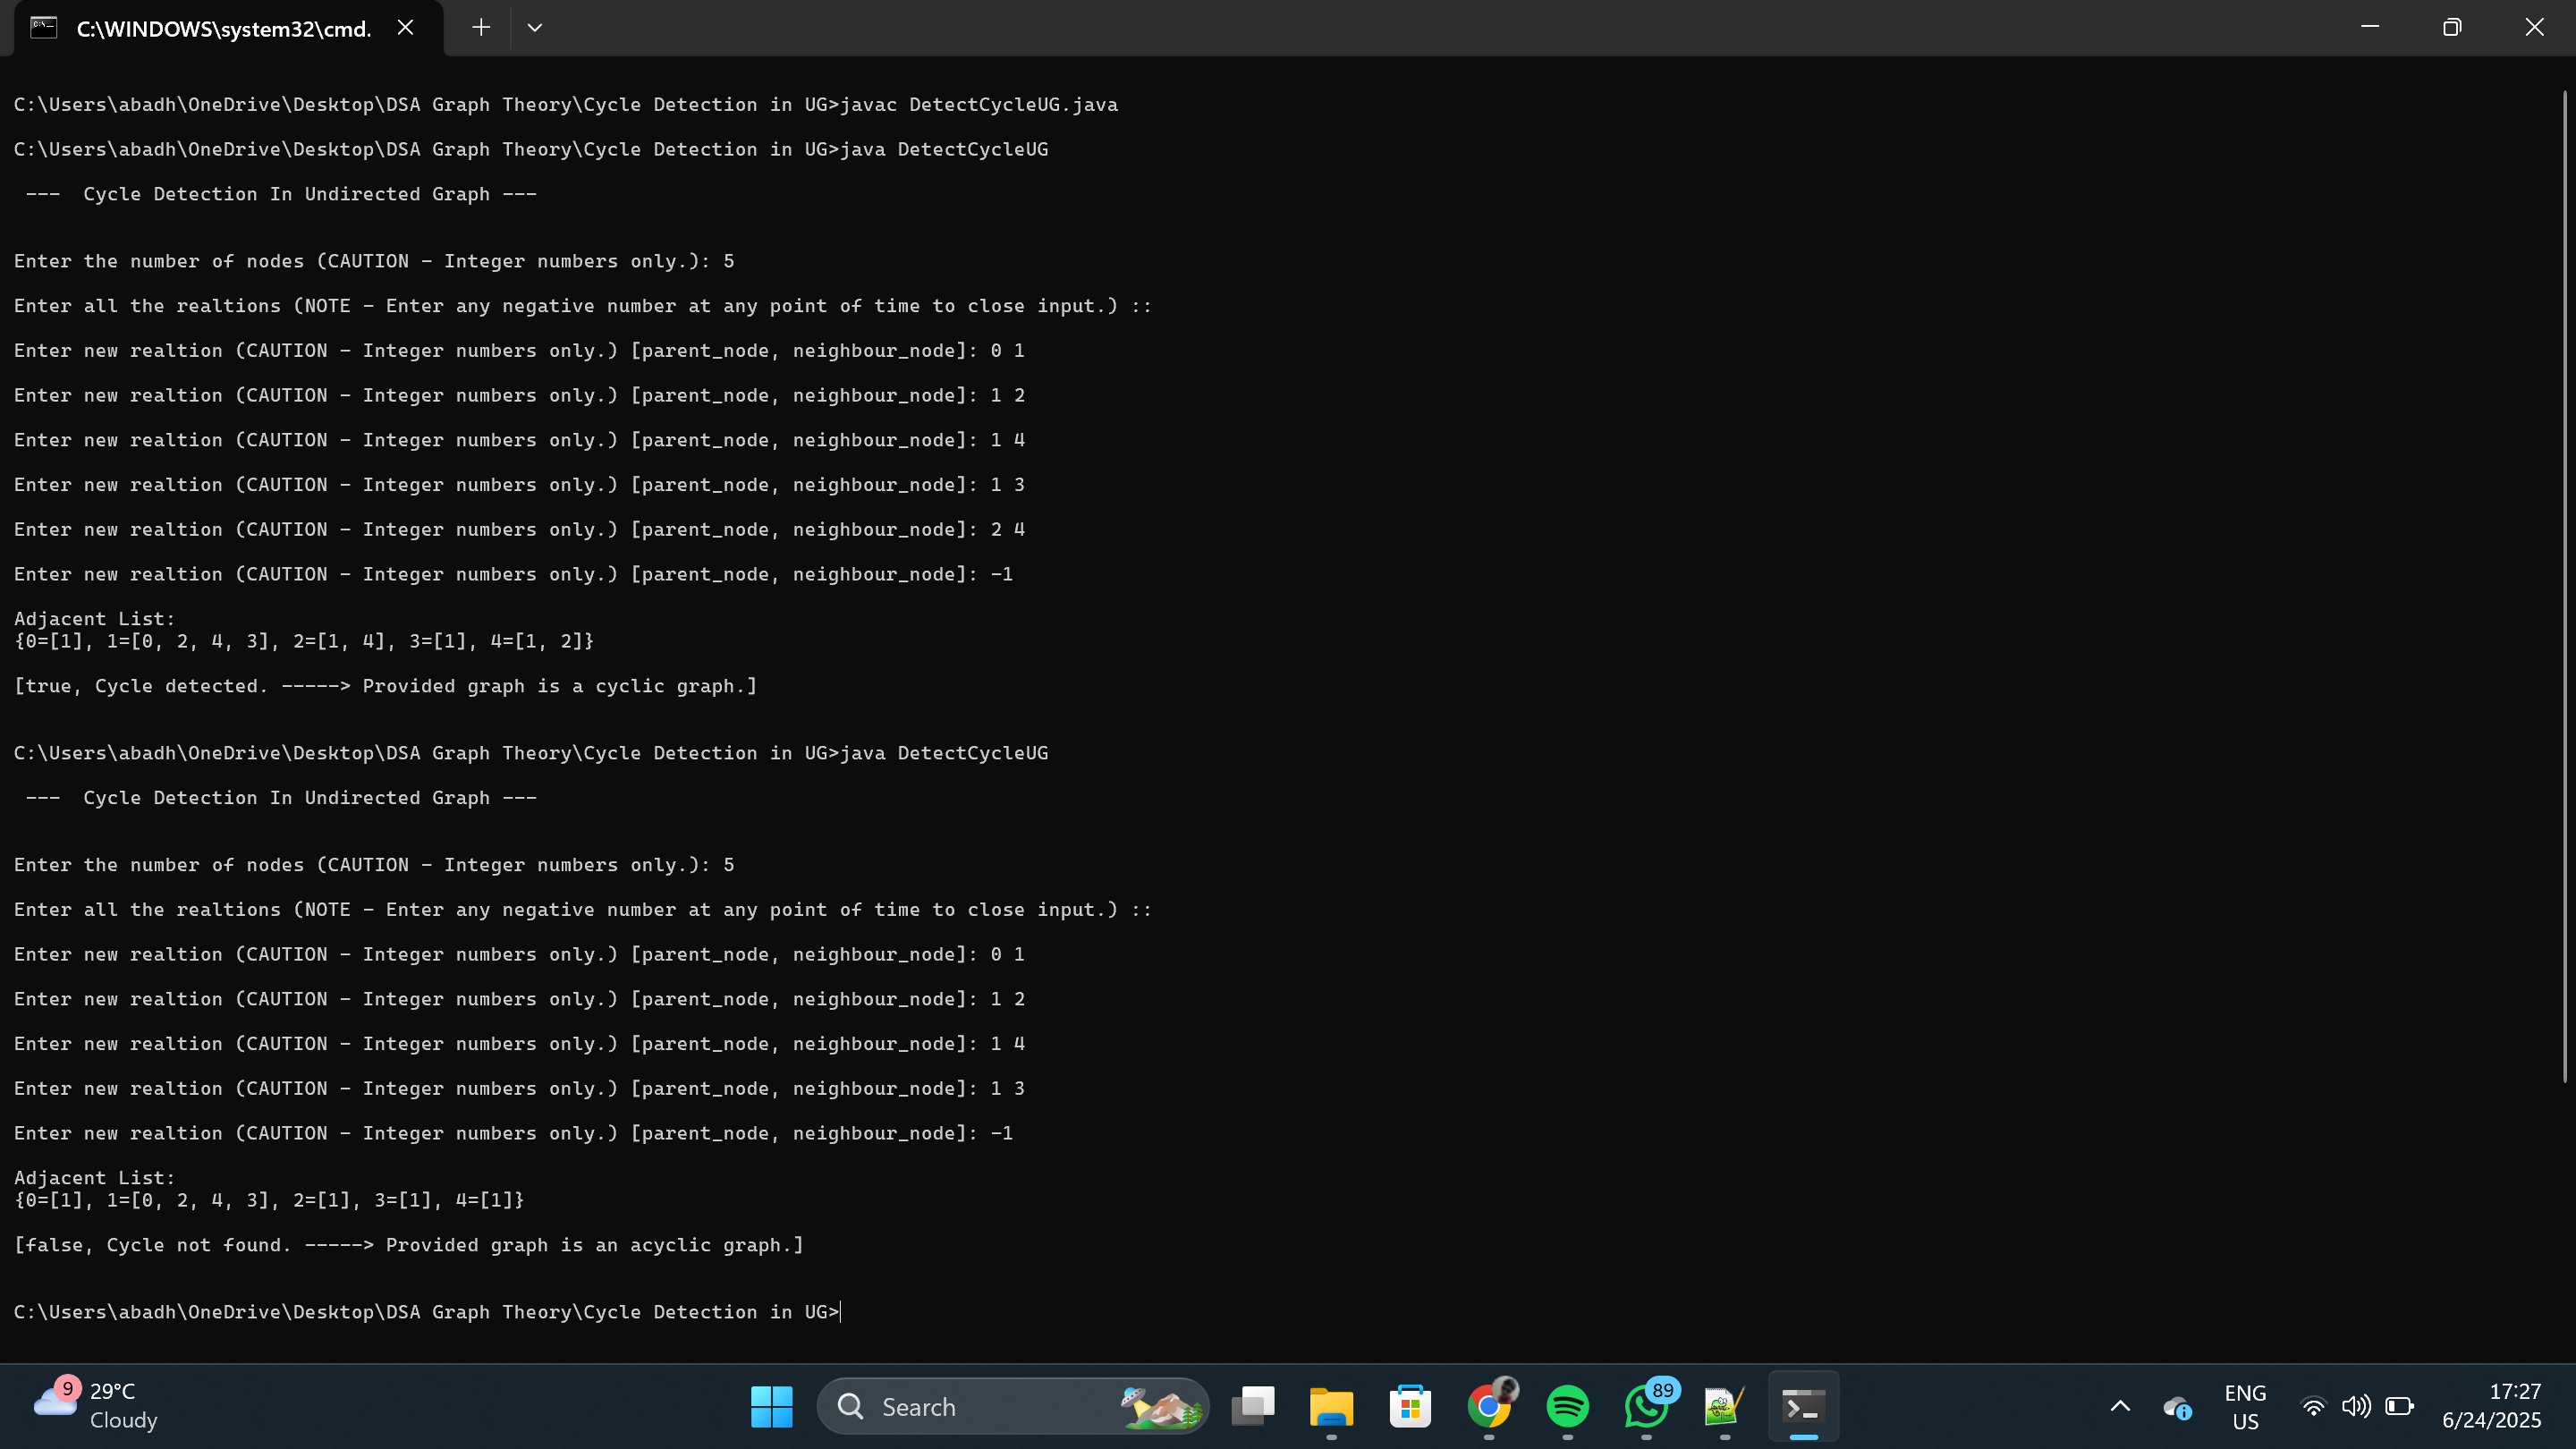 C:\WINDOWS\system32\cmd.
C:\Users\abadh\OneDrive\Desktop\DSA Graph Theory\Cycle Detection in UG>javac DetectCycleUG.java
C:\Users\abadh\OneDrive\Desktop\DSA Graph Theory\Cycle Detection in UG>java DetectCycleUG
---  Cycle Detection In Undirected Graph ---
Enter the number of nodes (CAUTION - Integer numbers only.): 5
Enter all the realtions (NOTE - Enter any negative number at any point of time to close input.) ::
Enter new realtion (CAUTION - Integer numbers only.) [parent_node, neighbour_node]: 0 1
Enter new realtion (CAUTION - Integer numbers only.) [parent_node, neighbour_node]: 1 2
Enter new realtion (CAUTION - Integer numbers only.) [parent_node, neighbour_node]: 1 4
Enter new realtion (CAUTION - Integer numbers only.) [parent_node, neighbour_node]: 1 3
Enter new realtion (CAUTION - Integer numbers only.) [parent_node, neighbour_node]: 2 4
Enter new realtion (CAUTION - Integer numbers only.) [parent_node, neighbour_node]: -1
Adjacent List:
{0=[1], 1=[0, 2, 4, 3], 2=[1, 4], 3=[1], 4=[1, 2]}
[true, Cycle detected. -----> Provided graph is a cyclic graph.]
C:\Users\abadh\OneDrive\Desktop\DSA Graph Theory\Cycle Detection in UG>java DetectCycleUG
---  Cycle Detection In Undirected Graph ---
Enter the number of nodes (CAUTION - Integer numbers only.): 5
Enter all the realtions (NOTE - Enter any negative number at any point of time to close input.) ::
Enter new realtion (CAUTION - Integer numbers only.) [parent_node, neighbour_node]: 0 1
Enter new realtion (CAUTION - Integer numbers only.) [parent_node, neighbour_node]: 1 2
Enter new realtion (CAUTION - Integer numbers only.) [parent_node, neighbour_node]: 1 4
Enter new realtion (CAUTION - Integer numbers only.) [parent_node, neighbour_node]: 1 3
Enter new realtion (CAUTION - Integer numbers only.) [parent_node, neighbour_node]: -1
Adjacent List:
{0=[1], 1=[0, 2, 4, 3], 2=[1], 3=[1], 4=[1]}
[false, Cycle not found. -----> Provided graph is an acyclic graph.]
C:\Users\abadh\OneDrive\Desktop\DSA Graph Theory\Cycle Detection in UG>
9
29°C
Cloudy
Search
89
ENG
US
17:27
6/24/2025